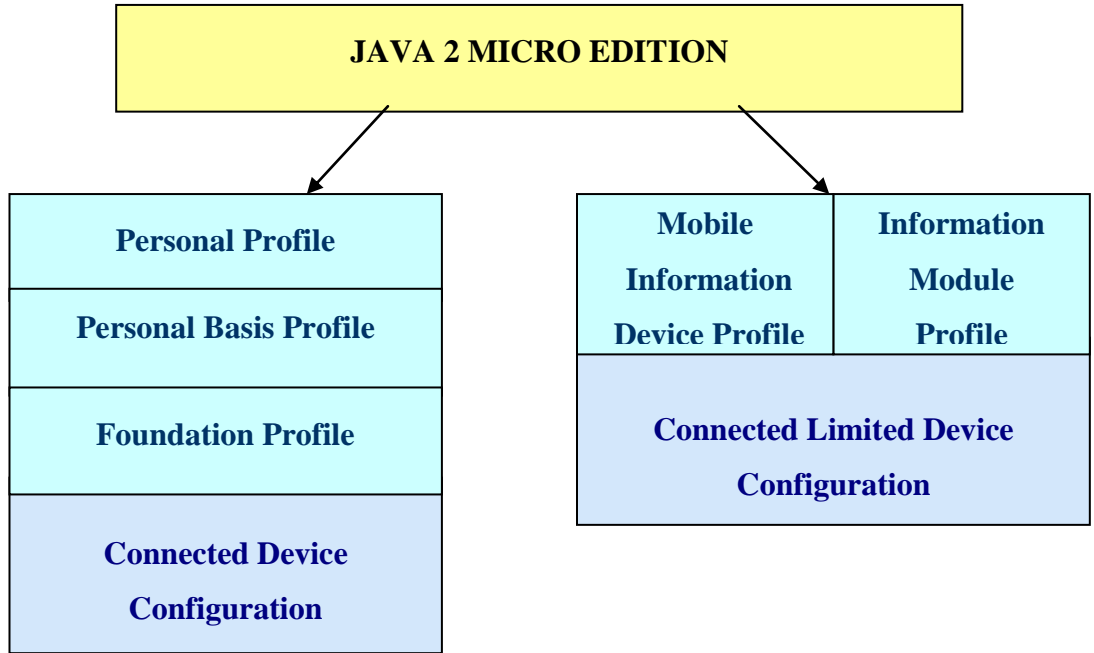 JAVA 2 MICRO EDITION
Personal Profile
Personal Basis Profile
Foundation Profile
Connected Device
Configuration
Mobile
Information
Device Profile
Information
Module
Profile
Connected Limited Device
Configuration